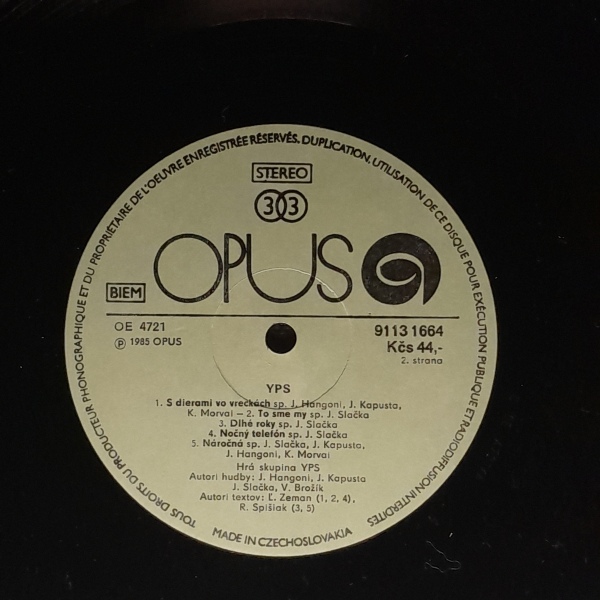 TOUS DROITS DU PRODUCTEUR PHONOGRAPHIQUE ET DU PROPRIÉTAIRE DE L'OEUVRE ENREGISTRÉE RÉSERVÉS. DUPLICATION, UTILISATION DE CE DISQUE POUR EXÉCUTION PUBLIQUE ET RADIODIFFUSION INTERDITES
STEREO
33
OPUS
BIEM
OE 4721
℗ 1985 OPUS
9113 1664
Kčs 44,-
2. strana
YPS
1. S dierami vo vreckách sp. J. Hangoni, J. Kapusta,
K. Morvai – 2. To sme my sp. J. Slačka
3. Dlhé roky sp. J. Slačka
4. Nočný telefón sp. J. Slačka
5. Náročná sp. J. Slačka, J. Kapusta,
J. Hangoni, K. Morvai
Hrá skupina YPS
Autori hudby: J. Hangoni, J. Kapusta
J. Slačka, V. Brožík
Autori textov: Ľ. Zeman (1, 2, 4),
R. Spišiak (3, 5)
MADE IN CZECHOSLOVAKIA